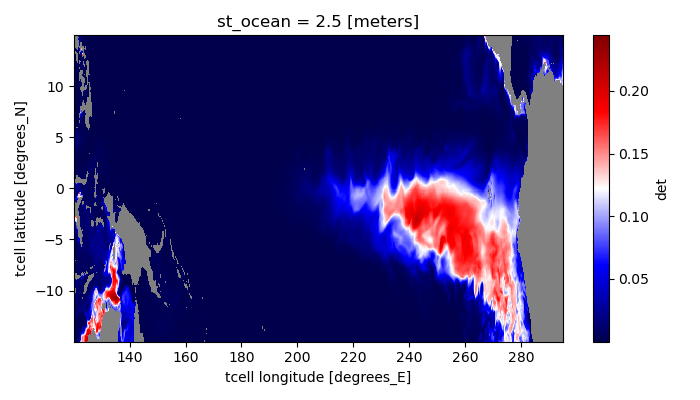 st_ocean = 2.5 [meters]
10
5
0
−5
−10
tcell latitude [degrees_N]
140 160 180 200 220 240 260 280
tcell longitude [degrees_E]
0.20
0.15
0.10
0.05
det